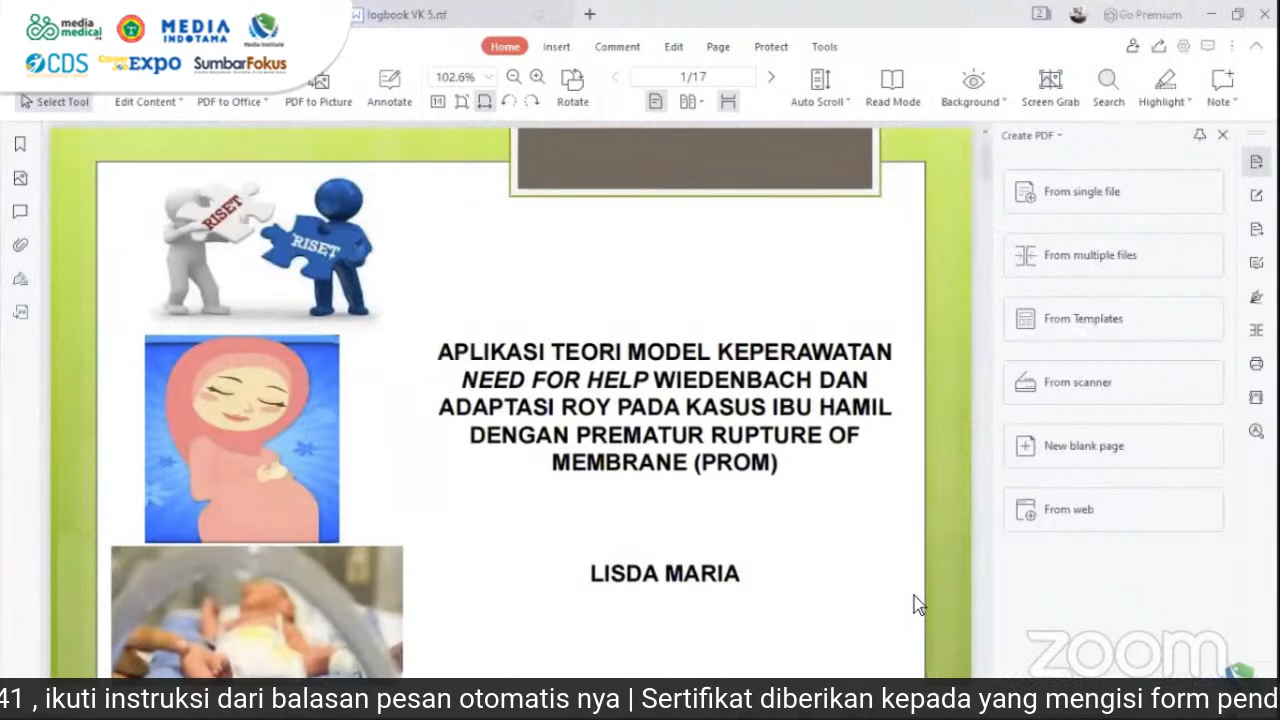 media
medical
MEDIA
INDOTAMA
Media Institute
CDS
Career
Expo
SumbarFokus
logbook VK 5.rtf
2
Go Premium
Home
Insert
Comment
Edit
Page
Protect
Tools
102.6%
1/17
Select Tool
Edit Content
PDF to Office
PDF to Picture
Annotate
Rotate
Auto Scroll
Read Mode
Background
Screen Grab
Search
Highlight
Note
Create PDF
From single file
From multiple files
From Templates
From scanner
New blank page
From web
RISET
RISET
APLIKASI TEORI MODEL KEPERAWATAN
NEED FOR HELP WIEDENBACH DAN
ADAPTASI ROY PADA KASUS IBU HAMIL
DENGAN PREMATUR RUPTURE OF
MEMBRANE (PROM)
LISDA MARIA
zoom
41 , ikuti instruksi dari balasan pesan otomatis nya | Sertifikat diberikan kepada yang mengisi form pend